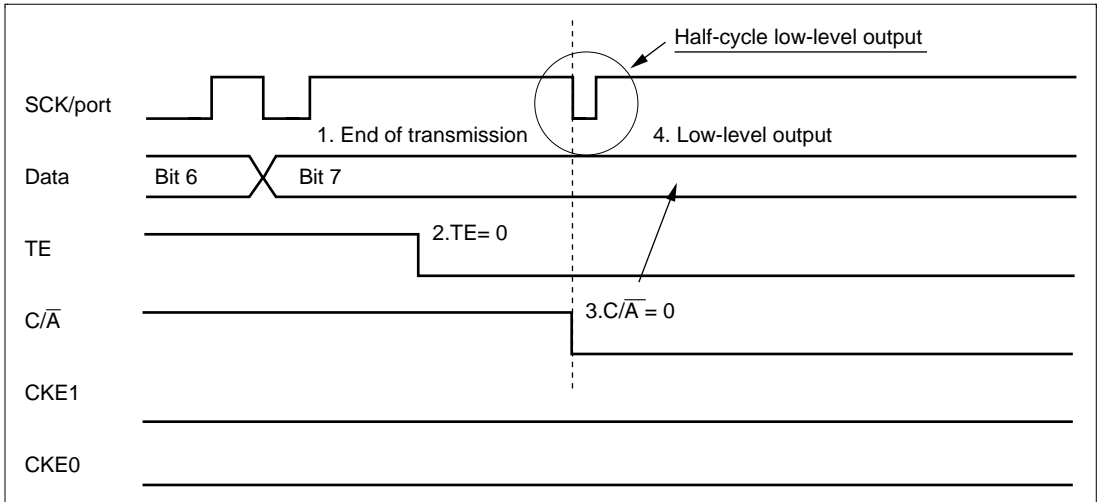 Half-cycle low-level output
SCK/port
1. End of transmission
4. Low-level output
Data
Bit 6
Bit 7
TE
2.TE= 0
C/A̅
3.C/A̅ = 0
CKE1
CKE0